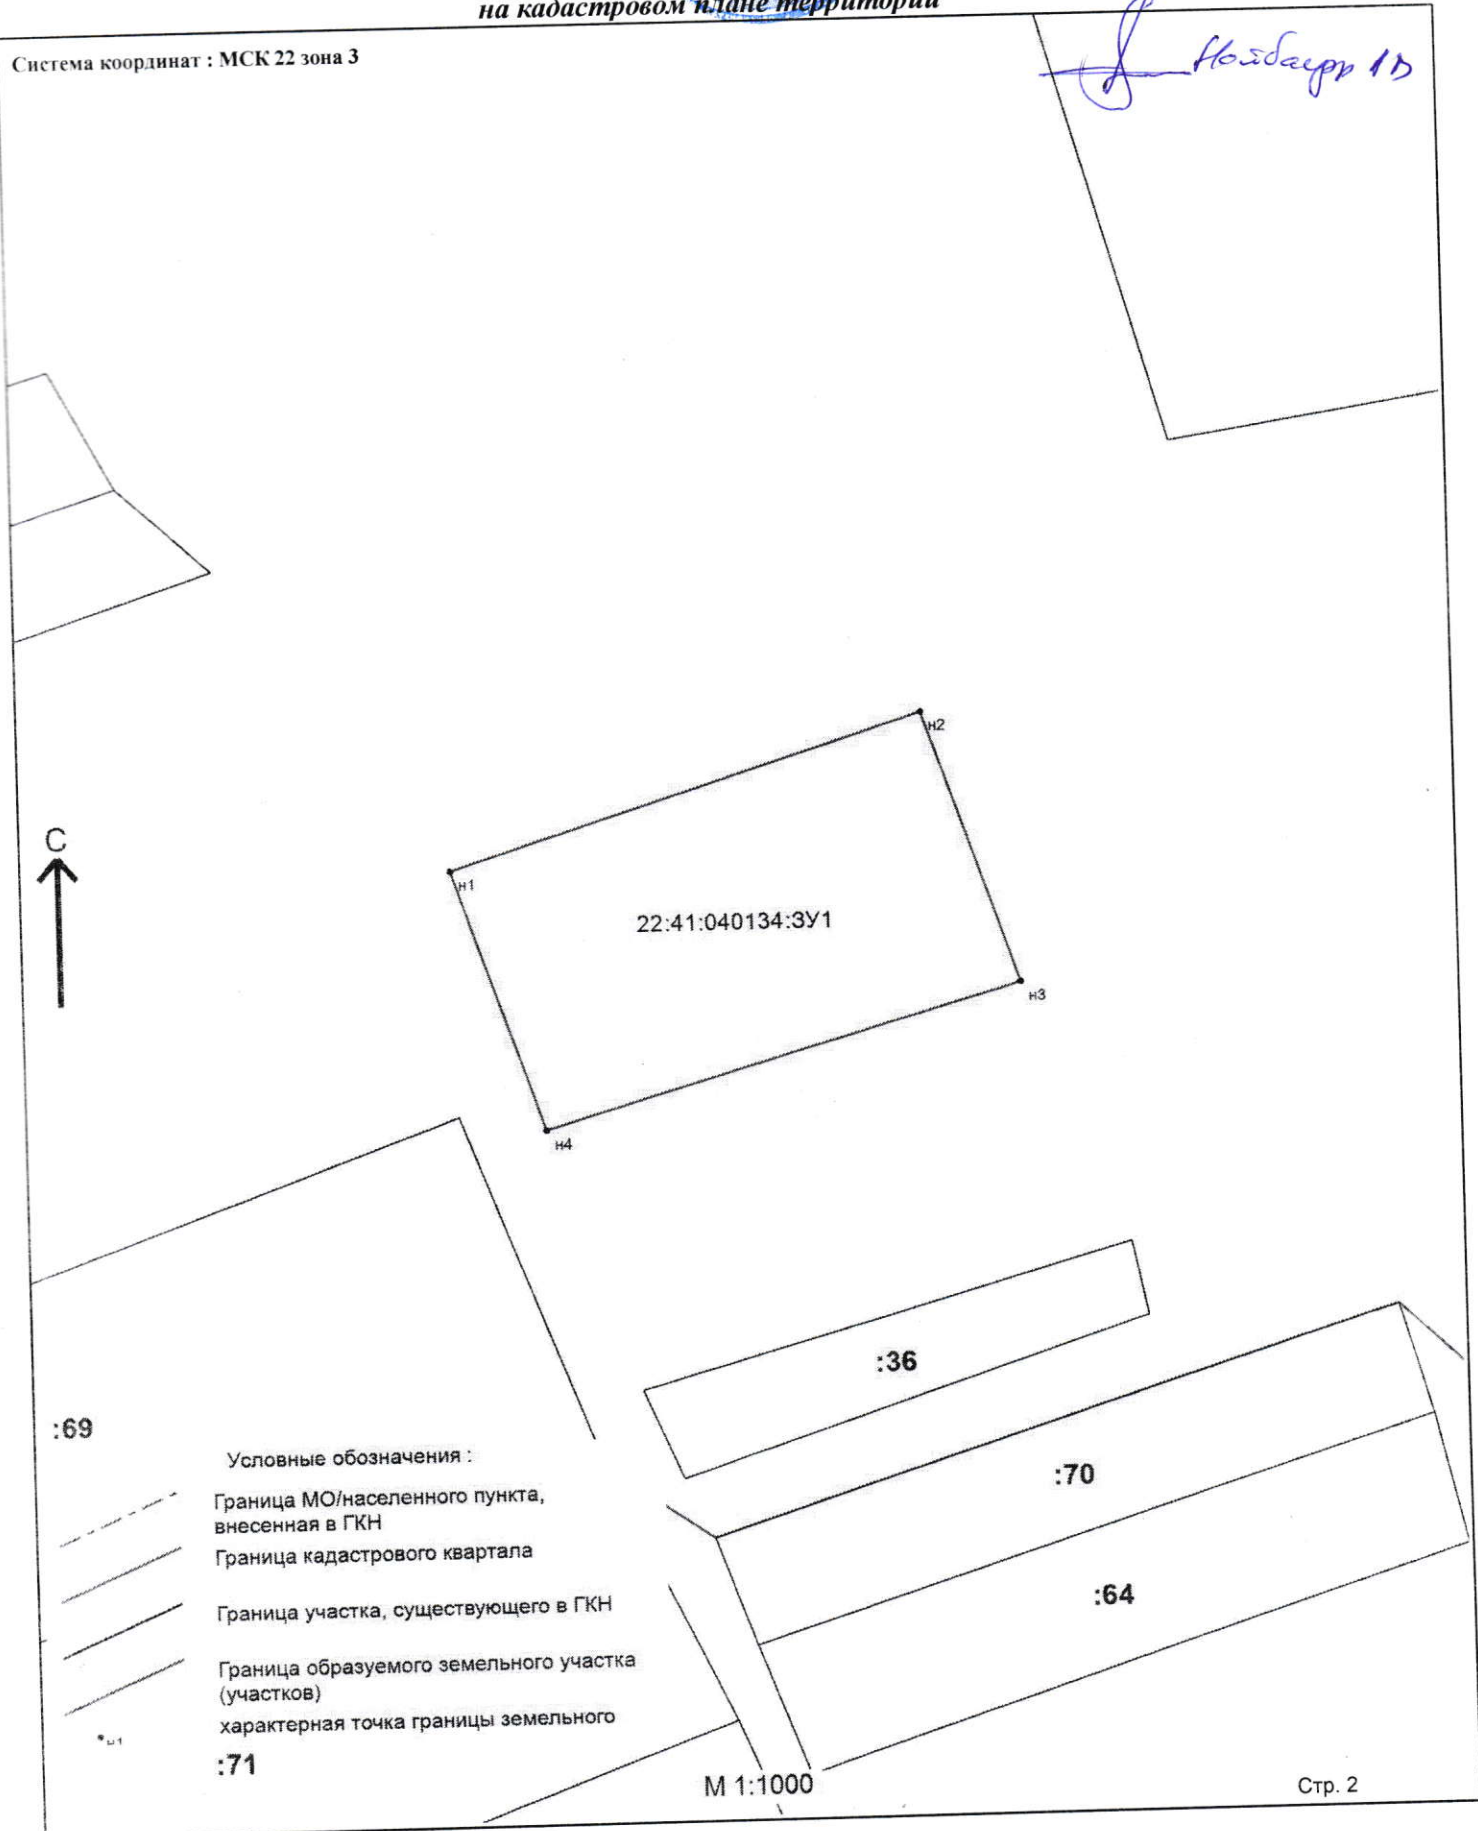 на кадастровом плане территории
Система координат : МСК 22 зона 3
С
н2
н1
22:41:040134:ЗУ1
н3
н4
:36
:69
:70
:64
Условные обозначения :
Граница МО/населенного пункта,
внесенная в ГКН
Граница кадастрового квартала
Граница участка, существующего в ГКН
Граница образуемого земельного участка
(участков)
н1
характерная точка границы земельного
:71
М 1:1000
Стр. 2